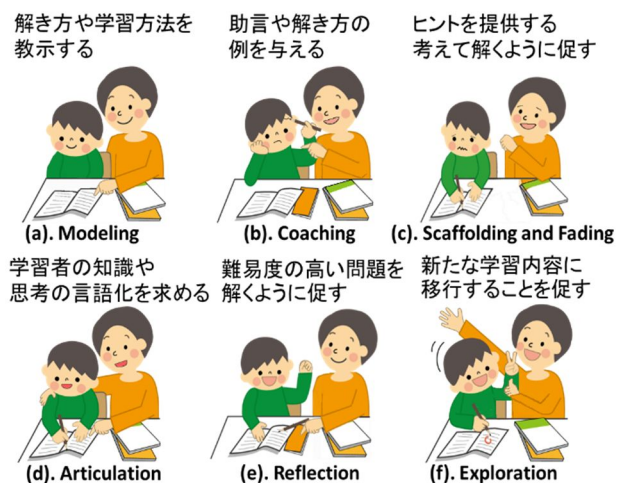 解き方や学習方法を
教示する
助言や解き方の
例を与える
ヒントを提供する
考えて解くように促す
(a). Modeling
(b). Coaching
(c). Scaffolding and Fading
学習者の知識や
思考の言語化を求める
難易度の高い問題を
解くように促す
新たな学習内容に
移行することを促す
(d). Articulation
(e). Reflection
(f). Exploration